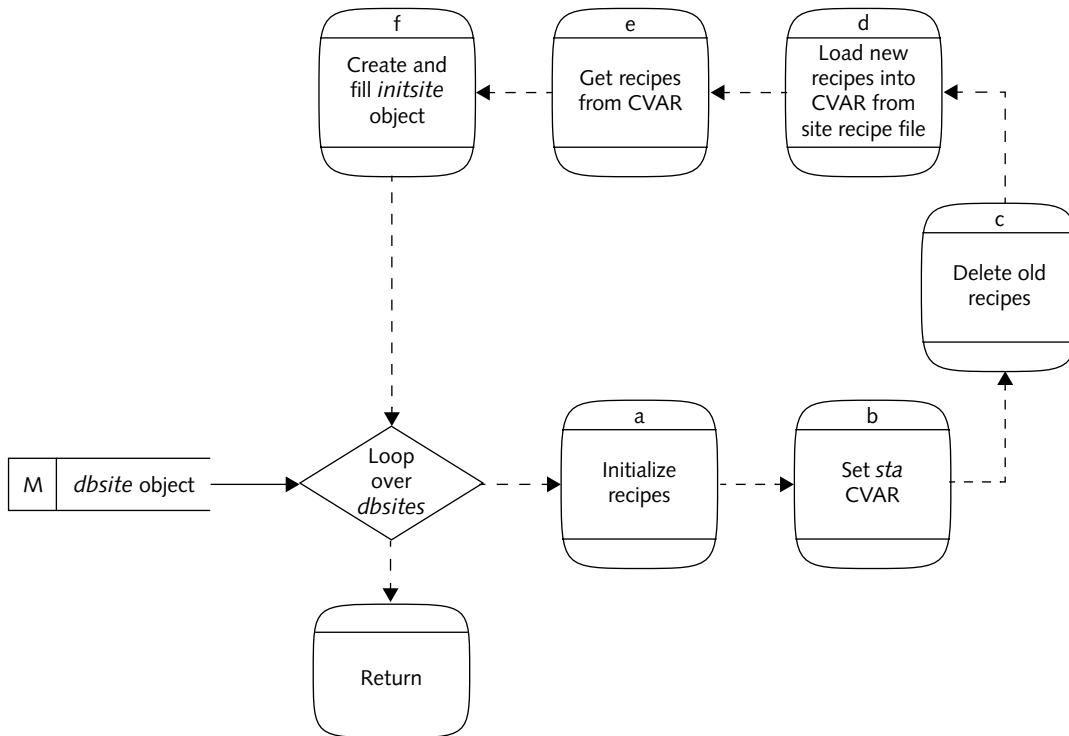 f
Create and
fill initsite
object
e
Get recipes
from CVAR
d
Load new
recipes into
CVAR from
site recipe file
c
Delete old
recipes
M
dbsite object
Loop
over
dbsites
a
Initialize
recipes
b
Set sta
CVAR
Return